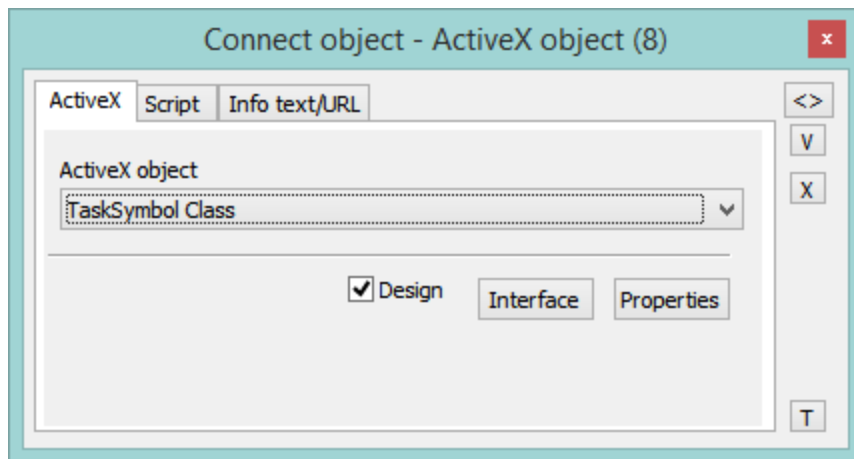 Connect object - ActiveX object (8)
x
ActiveX Script Info text/URL
<>
V
ActiveX object
X
TaskSymbol Class
Design Interface Properties
T